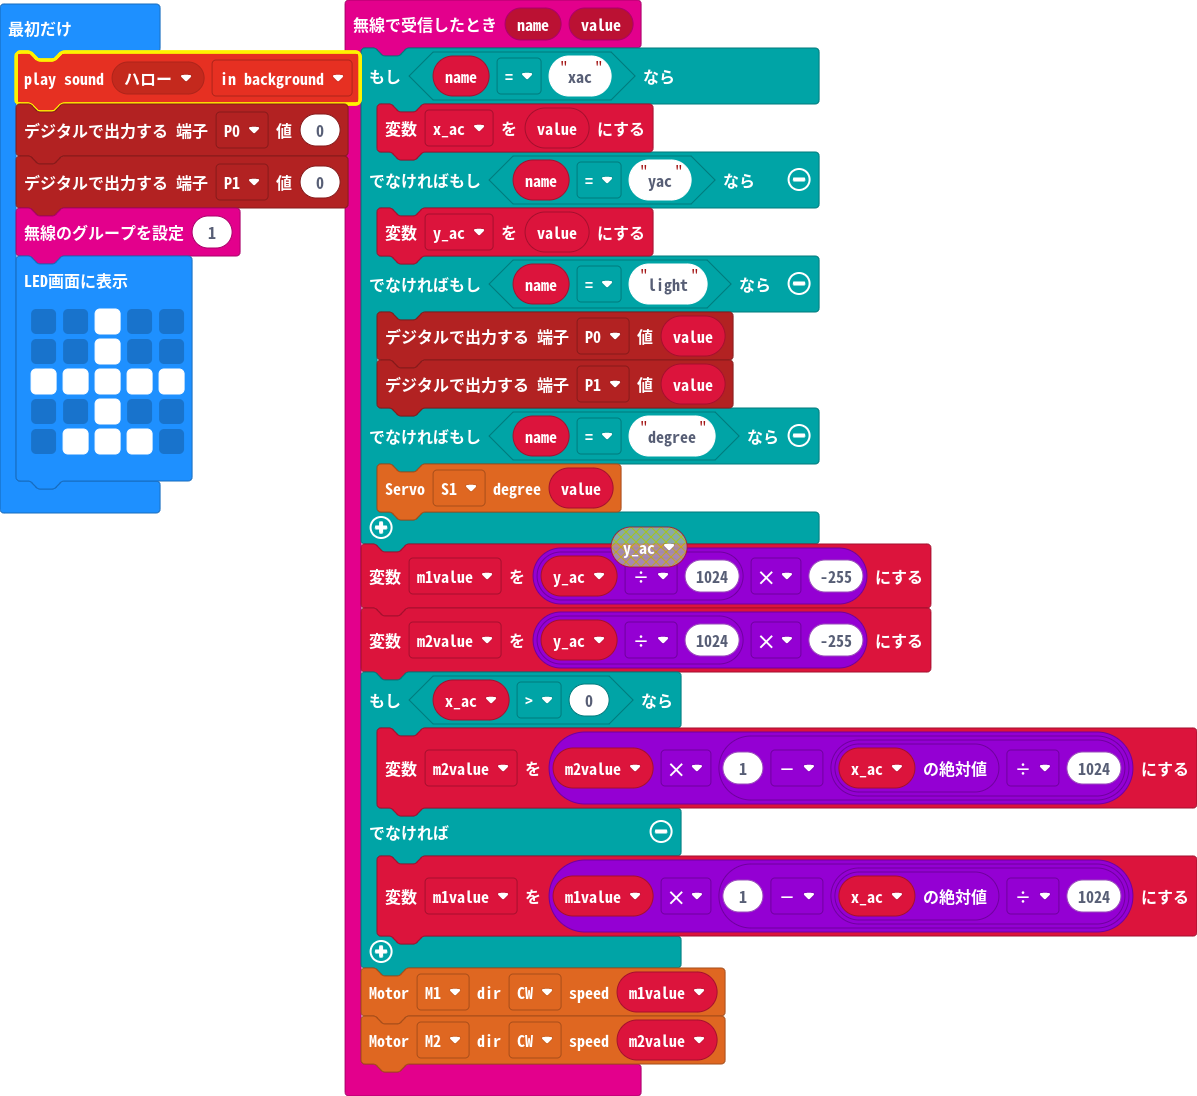 最初だけ
play sound ハロー in background
デジタルで出力する 端子 P0 値 0
デジタルで出力する 端子 P1 値 0
無線のグループを設定 1
LED画面に表示
無線で受信したとき name value
もし name = "xac" なら
変数 x_ac を value にする
でなければもし name = "yac" なら
変数 y_ac を value にする
でなければもし name = "light" なら
デジタルで出力する 端子 P0 値 value
デジタルで出力する 端子 P1 値 value
でなければもし name = "degree" なら
Servo S1 degree value
y_ac
変数 m1value を y_ac ÷ 1024 × -255 にする
変数 m2value を y_ac ÷ 1024 × -255 にする
もし x_ac > 0 なら
変数 m2value を m2value × 1 - x_ac の絶対値 ÷ 1024 にする
でなければ
変数 m1value を m1value × 1 - x_ac の絶対値 ÷ 1024 にする
Motor M1 dir CW speed m1value
Motor M2 dir CW speed m2value